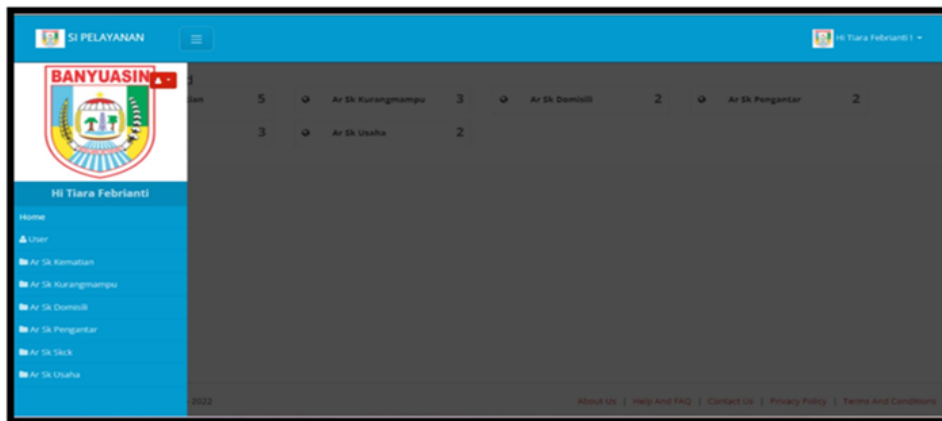 SI PELAYANAN
Hi Tiara Febrianti !
BANYUASIN
5
Ar Sk Kurangmampu 3
Ar Sk Domisili 2
Ar Sk Pengantar 2
3
Ar Sk Usaha 2
Hi Tiara Febrianti
Home
User
Ar Sk Kematian
Ar Sk Kurangmampu
Ar Sk Domisili
Ar Sk Pengantar
Ar Sk Skck
Ar Sk Usaha
2022
About Us | Help And FAQ | Contact Us | Privacy Policy | Terms And Conditions